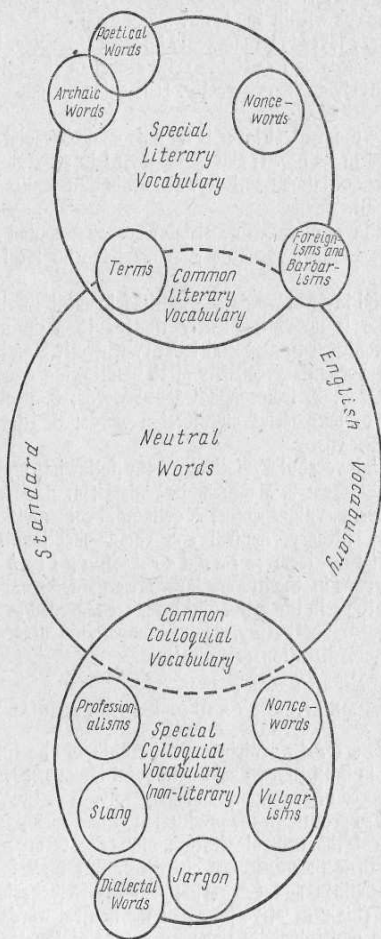 Poetical
Words
Archaic
Words
Nonce-
words
Special
Literary
Vocabulary
Foreign-
isms and
Barbar-
isms
Terms
Common
Literary
Vocabulary
Neutral
Words
Standard
English Vocabulary
Common
Colloquial
Vocabulary
Profession-
alisms
Nonce-
-words
Special
Colloquial
Vocabulary
(non-literary)
Slang
Vulgar-
isms
Jargon
Dialectal
Words